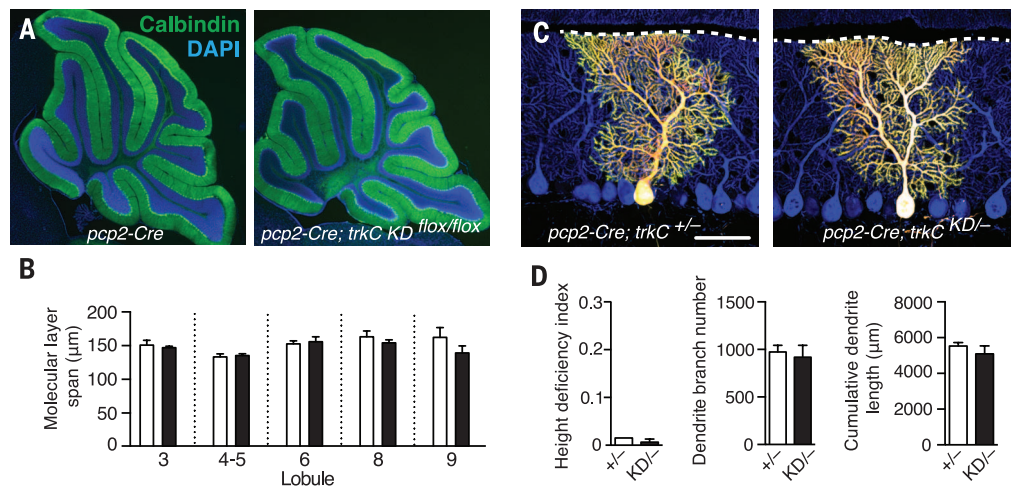 A
Calbindin
DAPI
pcp2-Cre
pcp2-Cre; trkC KD flox/flox
B
Molecular layer
span (μm)
200
150
100
50
0
3
4-5
6
8
9
Lobule
C
pcp2-Cre; trkC +/–
pcp2-Cre; trkC KD/–
D
Height deficiency index
0.3
0.2
0.1
0
+/–
KD/–
Dendrite branch number
1500
1000
500
0
+/–
KD/–
Cumulative dendrite
length (μm)
8000
6000
4000
2000
0
+/–
KD/–